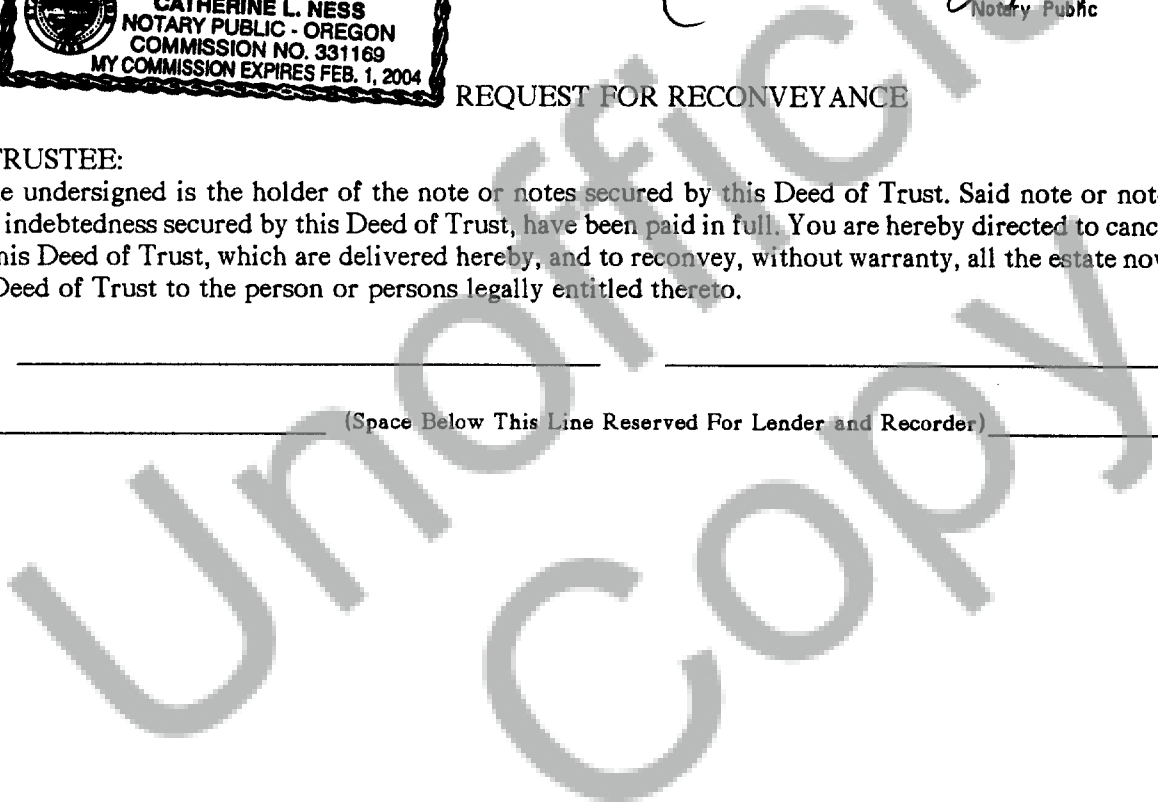 CATHERINE L. NESS
NOTARY PUBLIC - OREGON
COMMISSION NO. 331169
MY COMMISSION EXPIRES FEB. 1, 2004
Notary Public
REQUEST FOR RECONVEYANCE
TRUSTEE:
e undersigned is the holder of the note or notes secured by this Deed of Trust. Said note or not
indebtedness secured by this Deed of Trust, have been paid in full. You are hereby directed to canc
his Deed of Trust, which are delivered hereby, and to reconvey, without warranty, all the estate nov
Deed of Trust to the person or persons legally entitled thereto.
(Space Below This Line Reserved For Lender and Recorder)
Unoffici
Copy